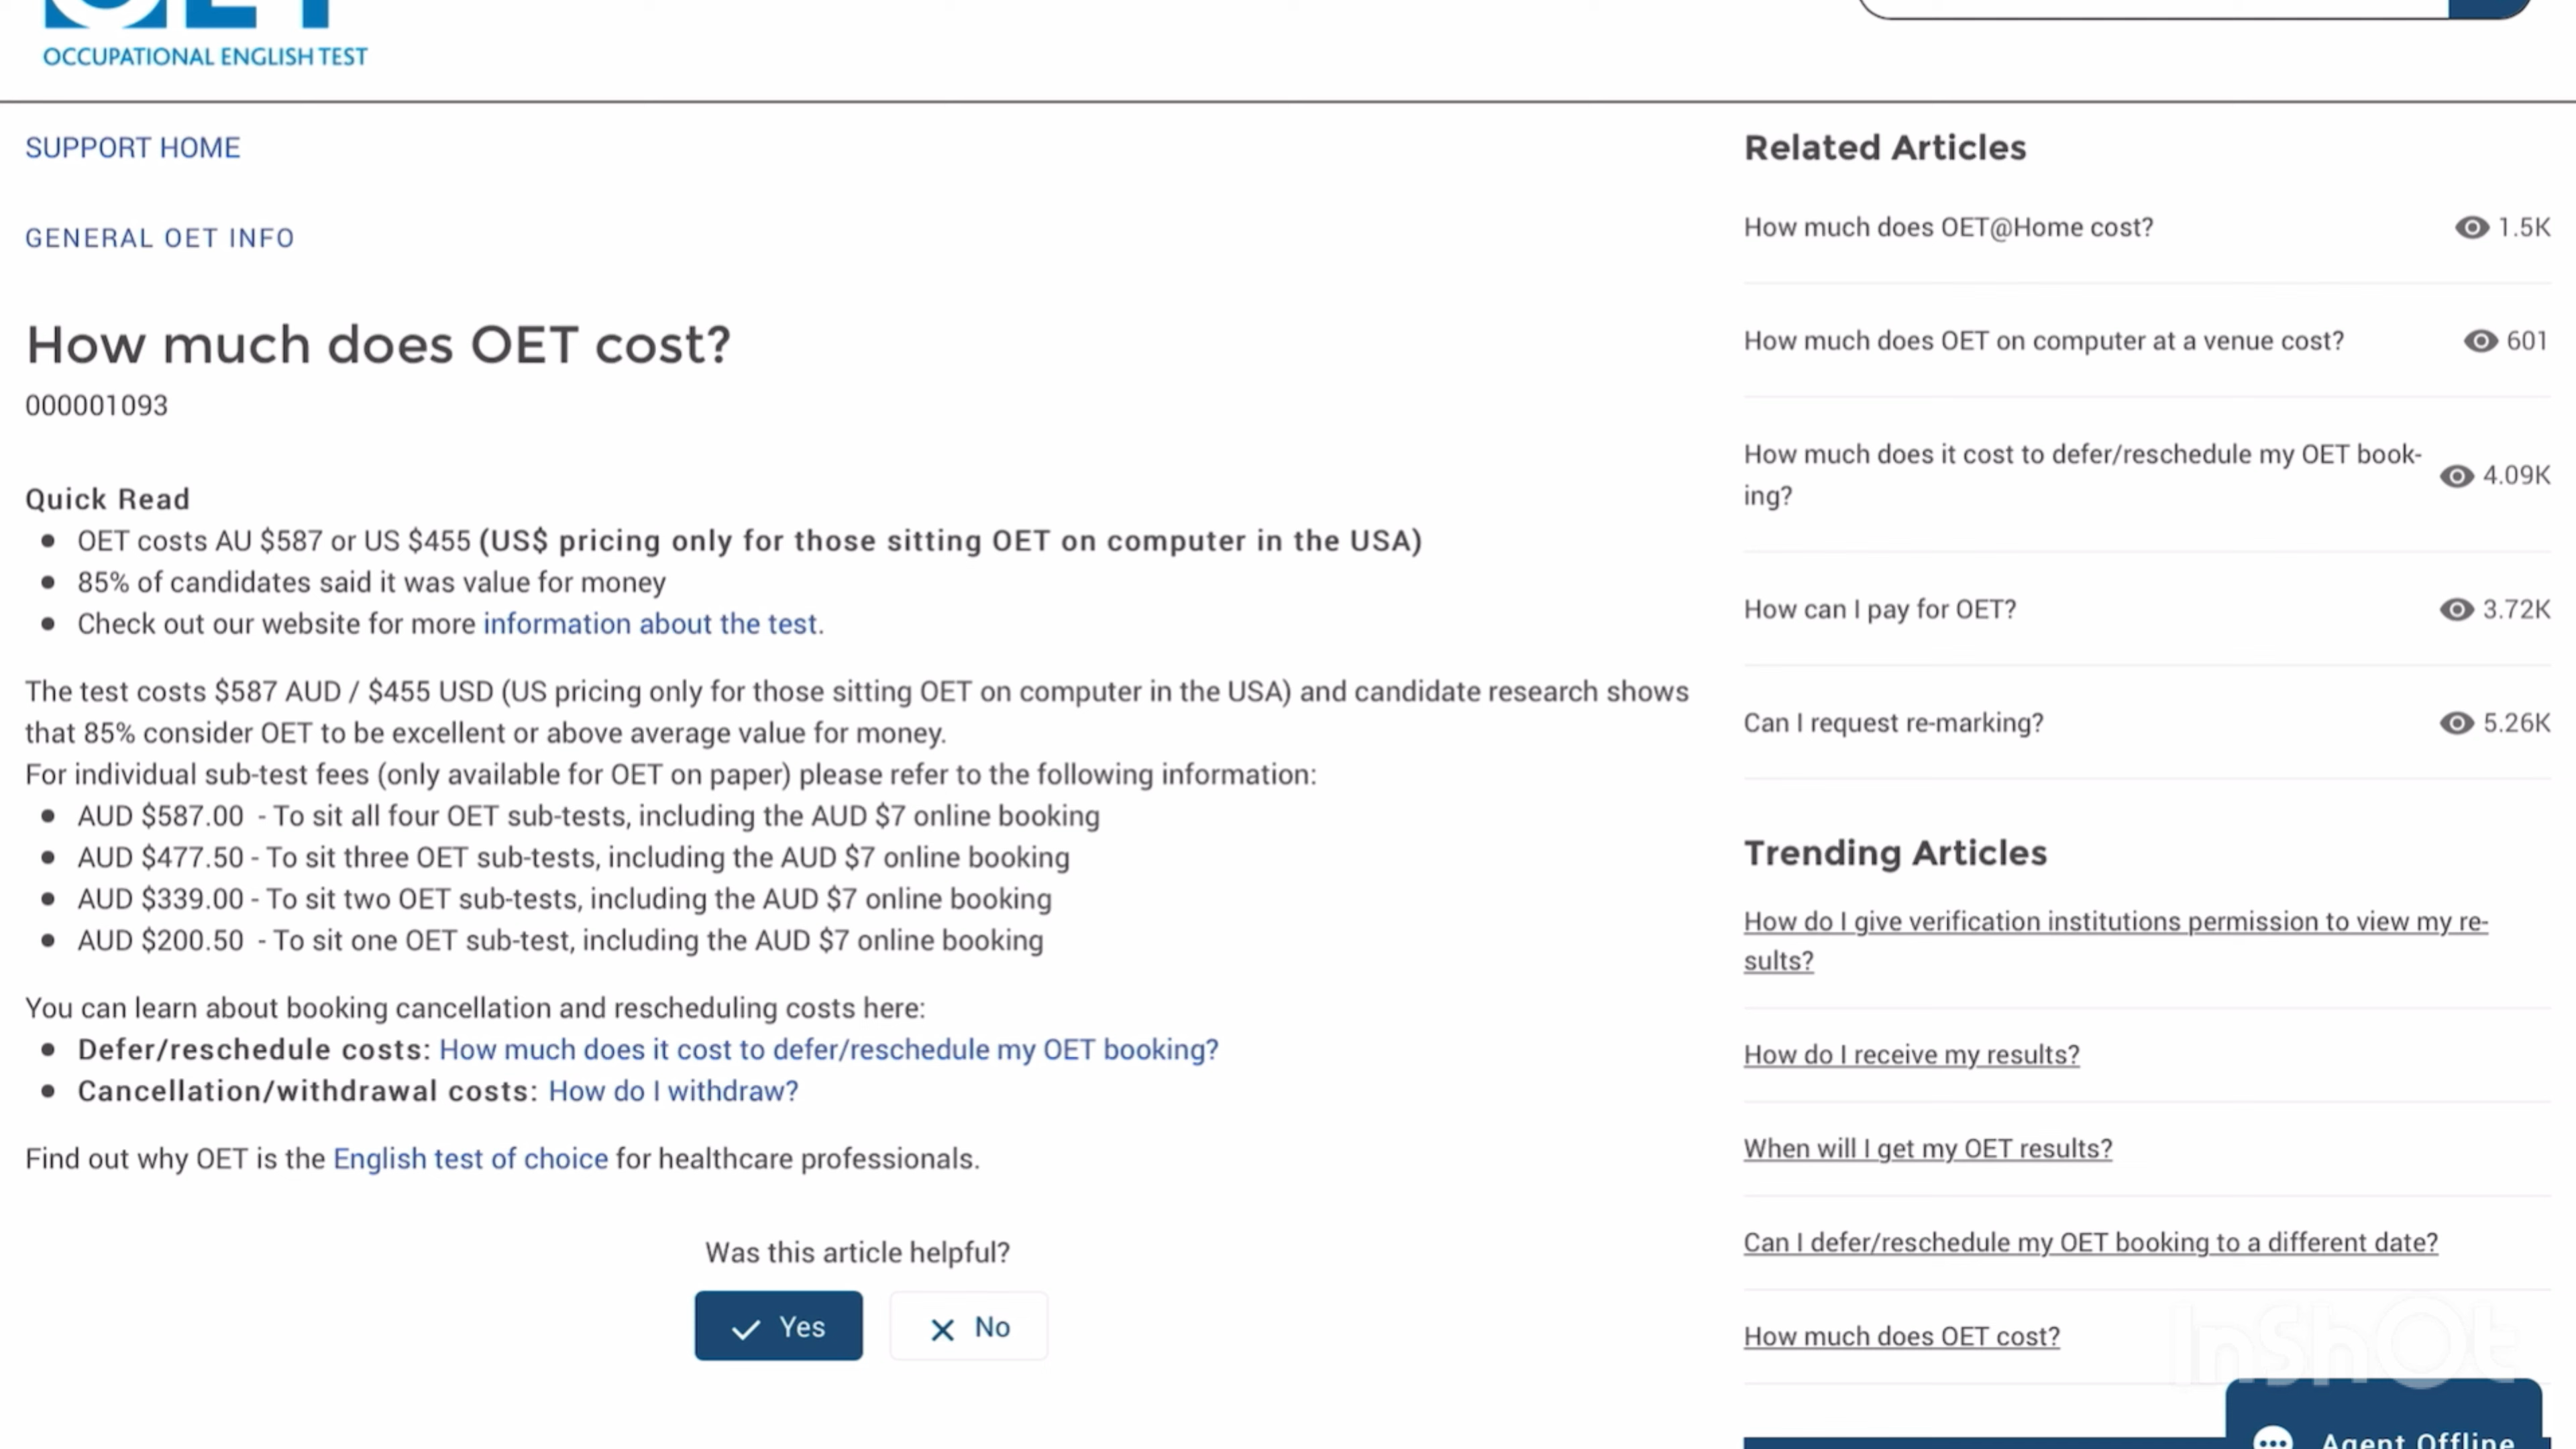 OET
OCCUPATIONAL ENGLISH TEST
SUPPORT HOME
GENERAL OET INFO
How much does OET cost?
000001093
Quick Read
• OET costs AU $587 or US $455 (US$ pricing only for those sitting OET on computer in the USA)
• 85% of candidates said it was value for money
• Check out our website for more information about the test.
The test costs $587 AUD / $455 USD (US pricing only for those sitting OET on computer in the USA) and candidate research shows
that 85% consider OET to be excellent or above average value for money.
For individual sub-test fees (only available for OET on paper) please refer to the following information:
• AUD $587.00 - To sit all four OET sub-tests, including the AUD $7 online booking
• AUD $477.50 - To sit three OET sub-tests, including the AUD $7 online booking
• AUD $339.00 - To sit two OET sub-tests, including the AUD $7 online booking
• AUD $200.50 - To sit one OET sub-test, including the AUD $7 online booking
You can learn about booking cancellation and rescheduling costs here:
• Defer/reschedule costs: How much does it cost to defer/reschedule my OET booking?
• Cancellation/withdrawal costs: How do I withdraw?
Find out why OET is the English test of choice for healthcare professionals.
Was this article helpful?
Yes
No
Related Articles
How much does OET@Home cost? 1.5K
How much does OET on computer at a venue cost? 601
How much does it cost to defer/reschedule my OET book-
ing? 4.09K
How can I pay for OET? 3.72K
Can I request re-marking? 5.26K
Trending Articles
How do I give verification institutions permission to view my re-
sults?
How do I receive my results?
When will I get my OET results?
Can I defer/reschedule my OET booking to a different date?
How much does OET cost?
InShOt
Agent Offline